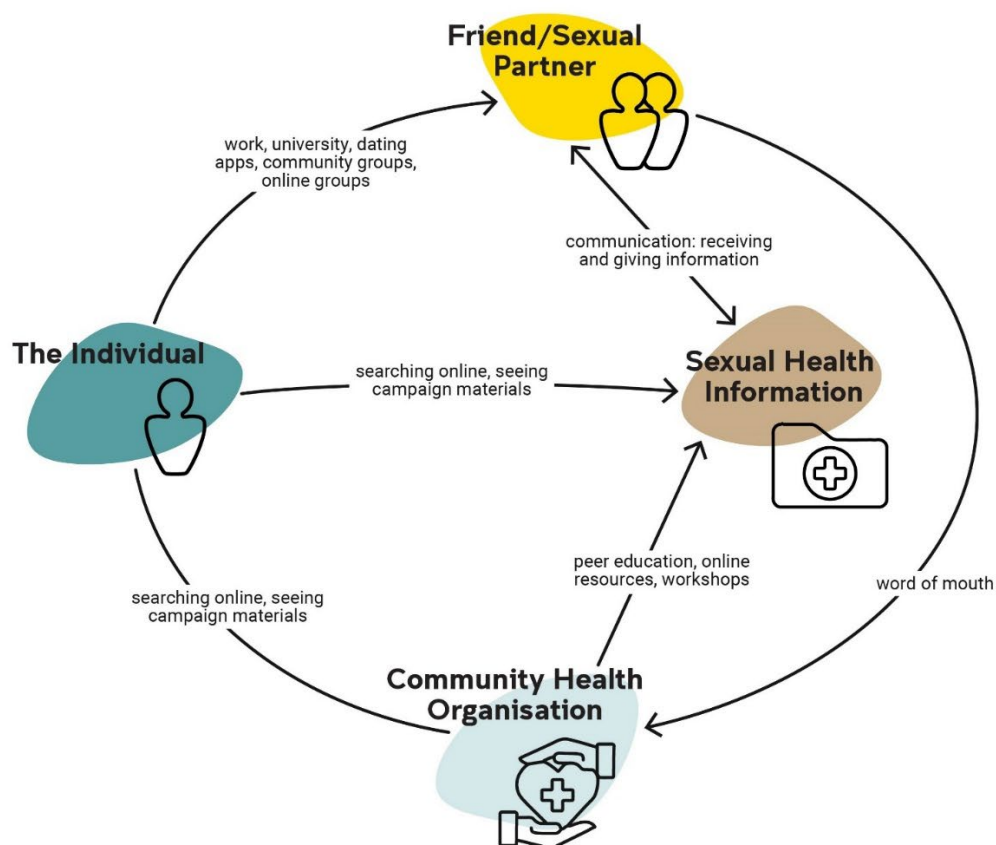 Friend/Sexual
Partner
work, university, dating
apps, community groups,
online groups
communication: receiving
and giving information
The Individual
searching online, seeing
campaign materials
Sexual Health
Information
peer education, online
resources, workshops
word of mouth
searching online, seeing
campaign materials
Community Health
Organisation